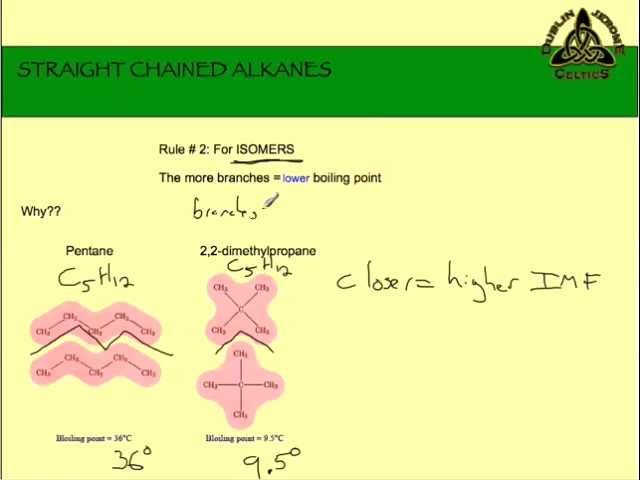 DUBLIN JEROME
CELTICS
STRAIGHT CHAINED ALKANES
Rule # 2: For ISOMERS
The more branches = lower boiling point
Why??
branches
Pentane
2,2-dimethylpropane
C5H12
C5H12
closer = higher IMF
CH3 CH2 CH2 CH2 CH3
CH3 CH3 C CH3 CH3
CH3 CH2 CH2 CH2 CH3
CH3 CH3 C CH3 CH3
Bloiling point = 36°C
Bloiling point = 9.5°C
36°
9.5°